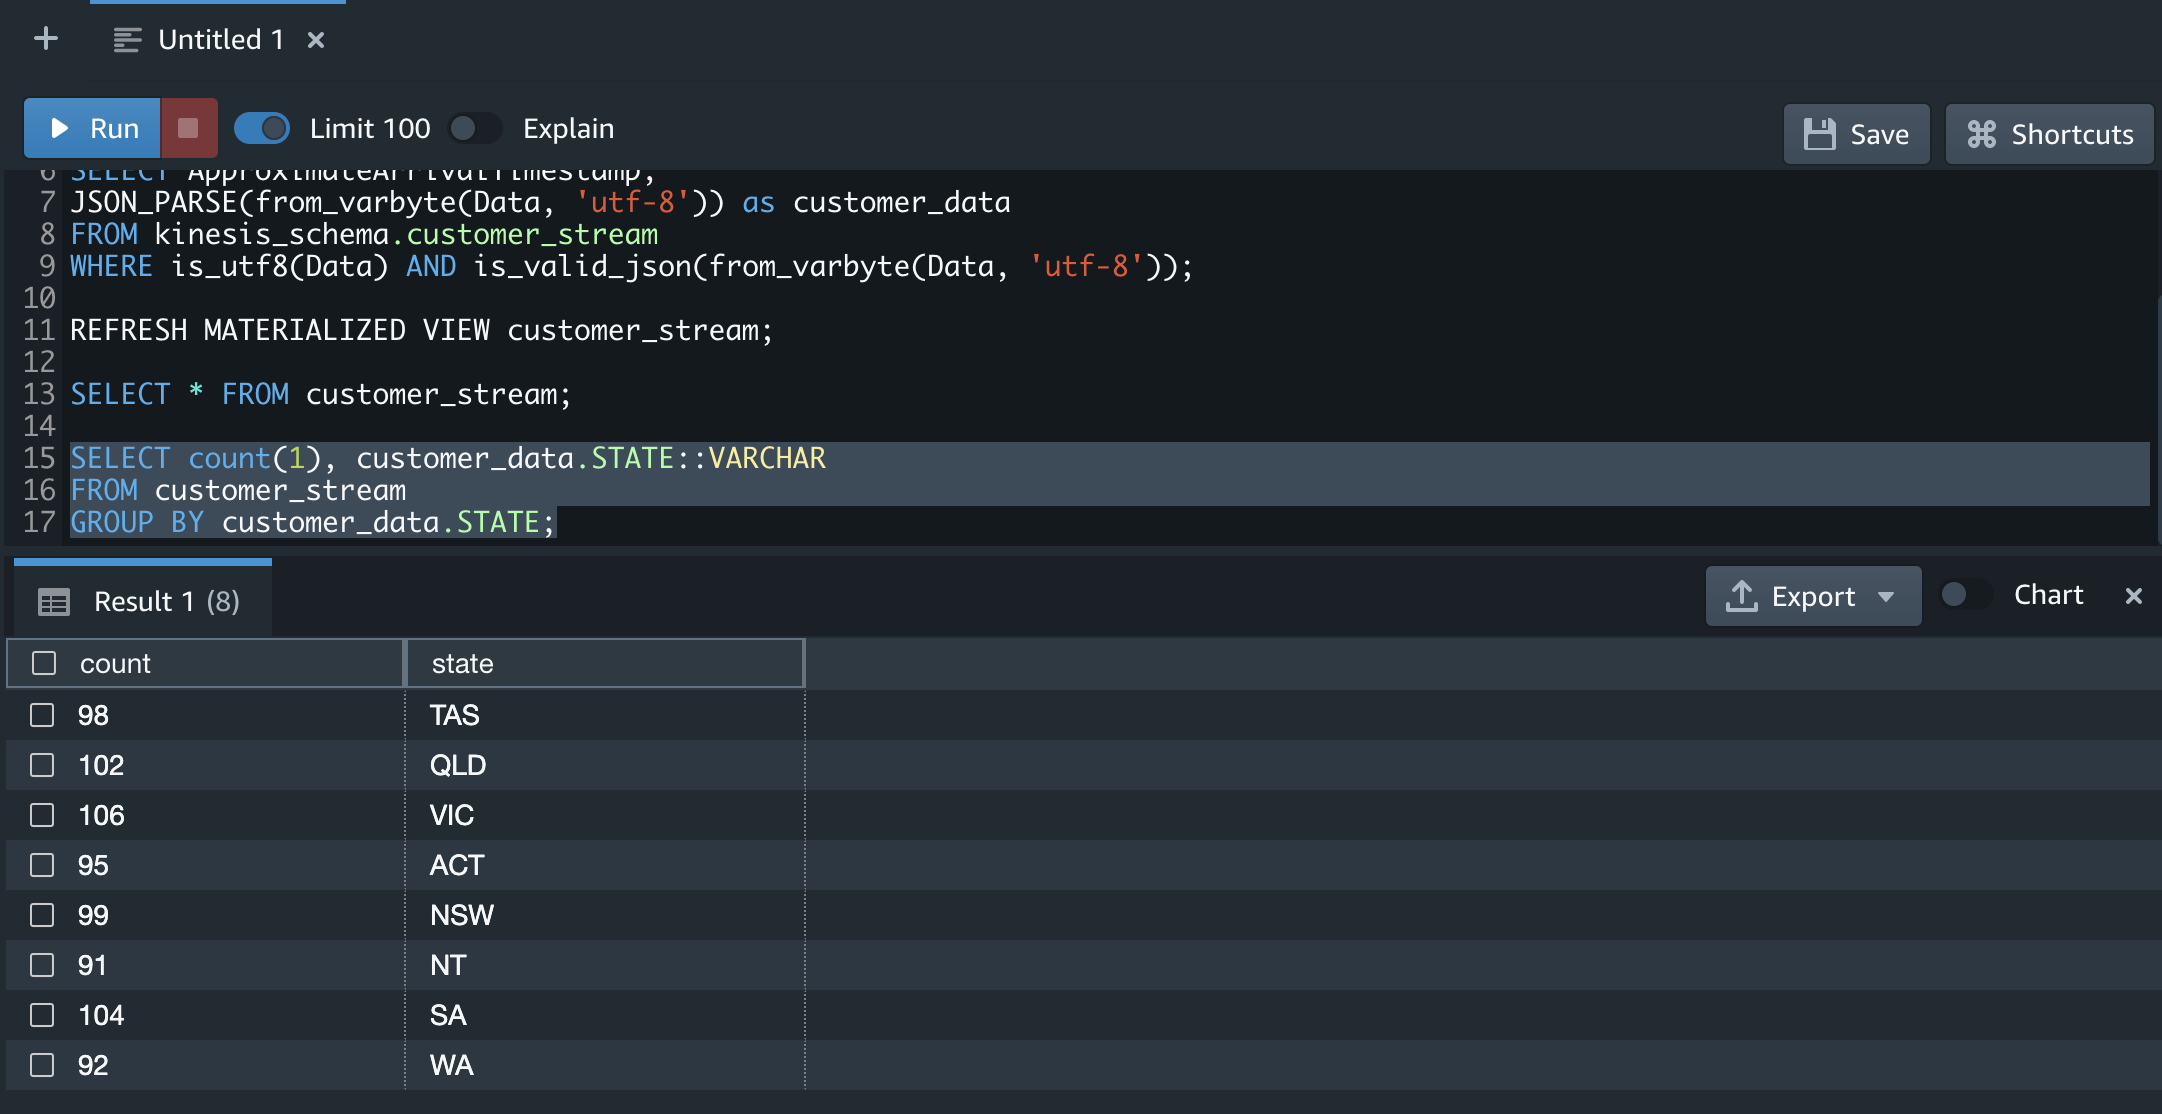 + Untitled 1 ×
Run Limit 100 Explain Save Shortcuts
6 SELECT ApproximateArrivalTimestamp,
7 JSON_PARSE(from_varbyte(Data, 'utf-8')) as customer_data
8 FROM kinesis_schema.customer_stream
9 WHERE is_utf8(Data) AND is_valid_json(from_varbyte(Data, 'utf-8'));
10
11 REFRESH MATERIALIZED VIEW customer_stream;
12
13 SELECT * FROM customer_stream;
14
15 SELECT count(1), customer_data.STATE::VARCHAR
16 FROM customer_stream
17 GROUP BY customer_data.STATE;
Result 1 (8) Export Chart ×
count state
98 TAS
102 QLD
106 VIC
95 ACT
99 NSW
91 NT
104 SA
92 WA